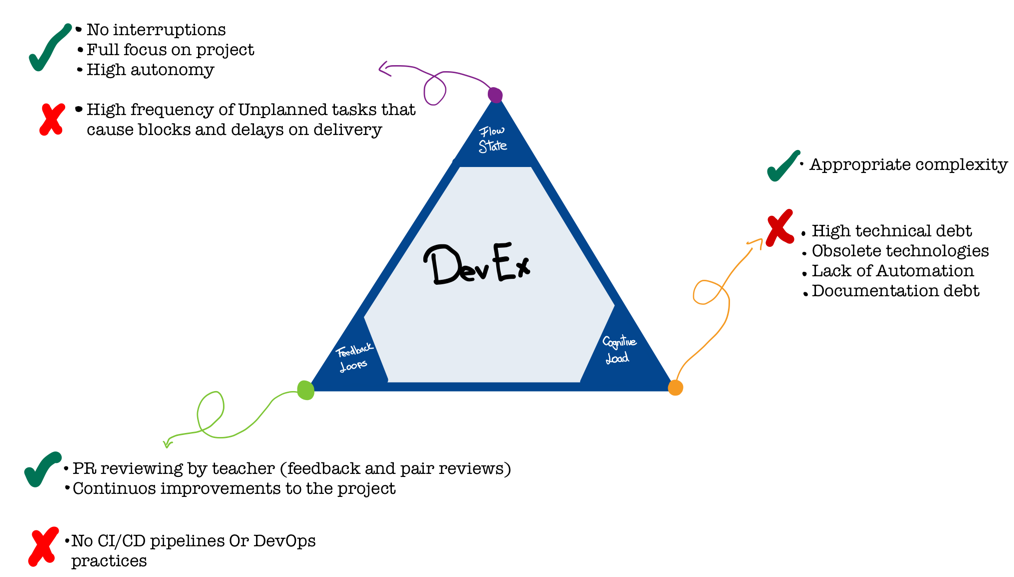 • No interruptions
• Full focus on project
• High autonomy
• High frequency of Unplanned tasks that
cause blocks and delays on delivery
Flow
State
• Appropriate complexity
• High technical debt
• Obsolete technologies
• Lack of Automation
• Documentation debt
DevEx
Feedback
Loops
Cognitive
Load
• PR reviewing by teacher (feedback and pair reviews)
• Continuos improvements to the project
• No CI/CD pipelines Or DevOps
practices